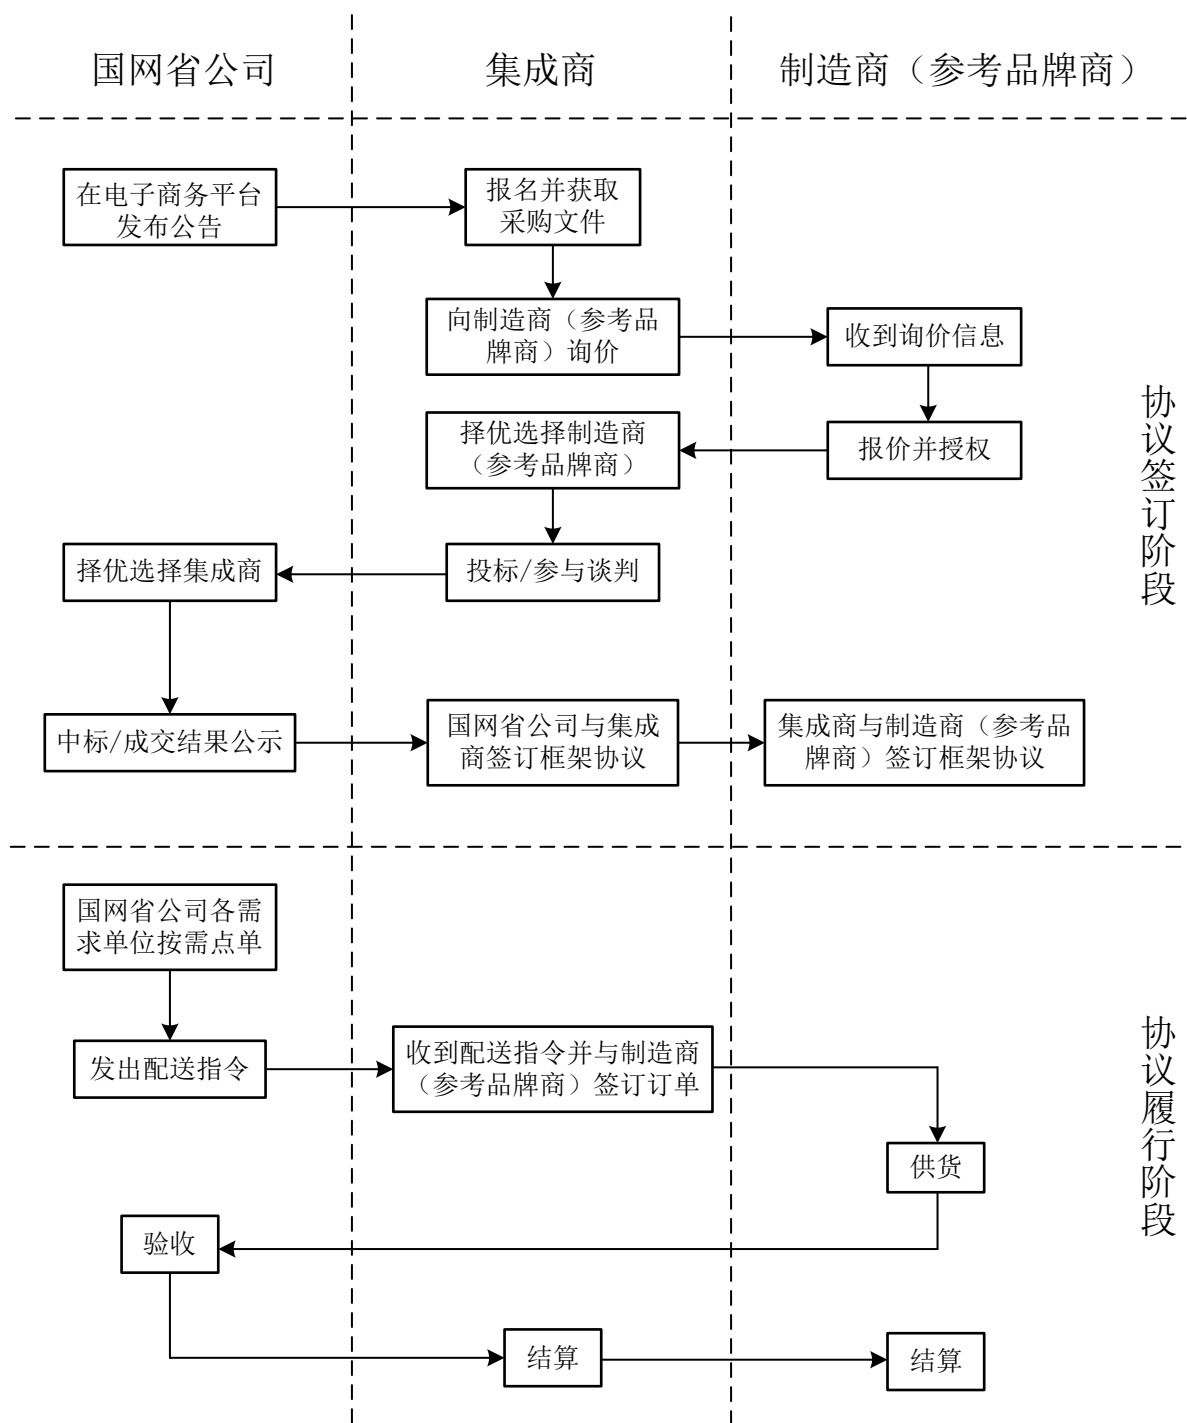 国网省公司
集成商
制造商（参考品牌商）
在电子商务平台
发布公告
报名并获取
采购文件
向制造商（参考品
牌商）询价
收到询价信息
择优选择制造商
（参考品牌商）
报价并授权
择优选择集成商
投标/参与谈判
中标/成交结果公示
国网省公司与集成
商签订框架协议
集成商与制造商（参考品
牌商）签订框架协议
协议签订阶段
国网省公司各需
求单位按需点单
发出配送指令
收到配送指令并与制造商
（参考品牌商）签订订单
供货
验收
结算
结算
协议履行阶段